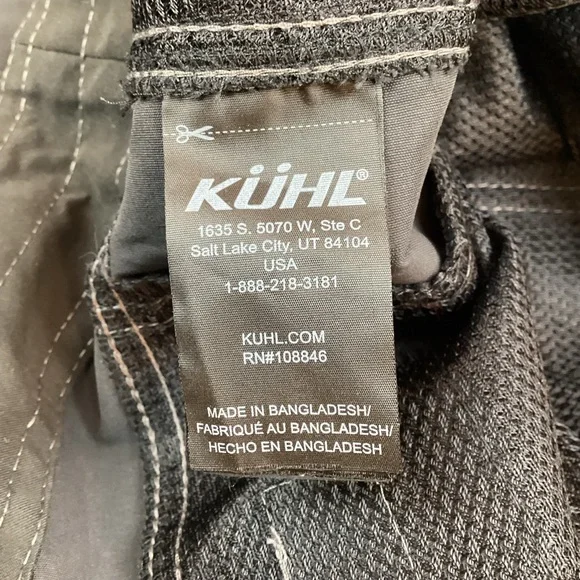 KÜHL®
1635 S. 5070 W, Ste C
Salt Lake City, UT 84104
USA
1-888-218-3181
KUHL.COM
RN#108846
MADE IN BANGLADESH/
FABRIQUÉ AU BANGLADESH/
HECHO EN BANGLADESH